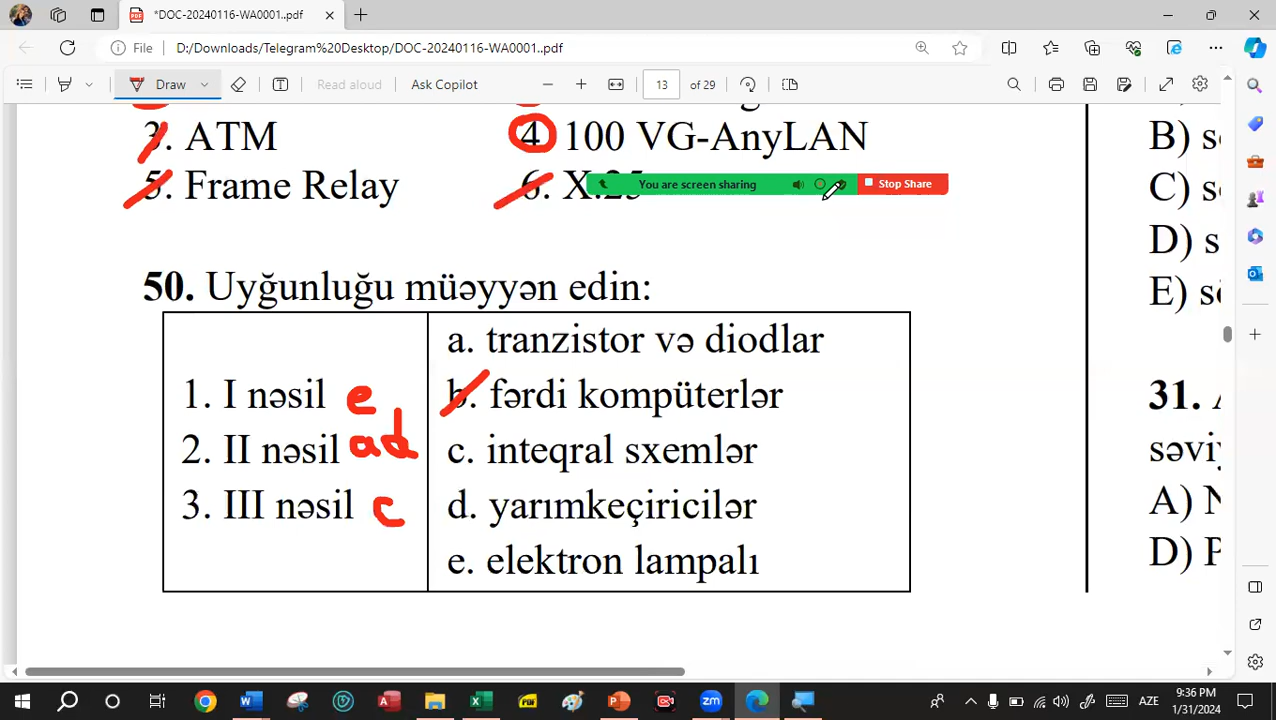 *DOC-20240116-WA0001..pdf
File D:/Downloads/Telegram%20Desktop/DOC-20240116-WA0001..pdf
Draw Read aloud Ask Copilot 13 of 29
3. ATM 4 100 VG-AnyLAN
5. Frame Relay 6. X.25
You are screen sharing Stop Share
50. Uyğunluğu müəyyən edin:
a. tranzistor və diodlar
1. I nəsil e b. fərdi kompüterlər
2. II nəsil ad c. inteqral sxemlər
3. III nəsil c d. yarımkeçiricilər
e. elektron lampalı
B) s
C) s
D) s
E) s
31.
səviy
A) N
D) P
AZE
9:36 PM
1/31/2024